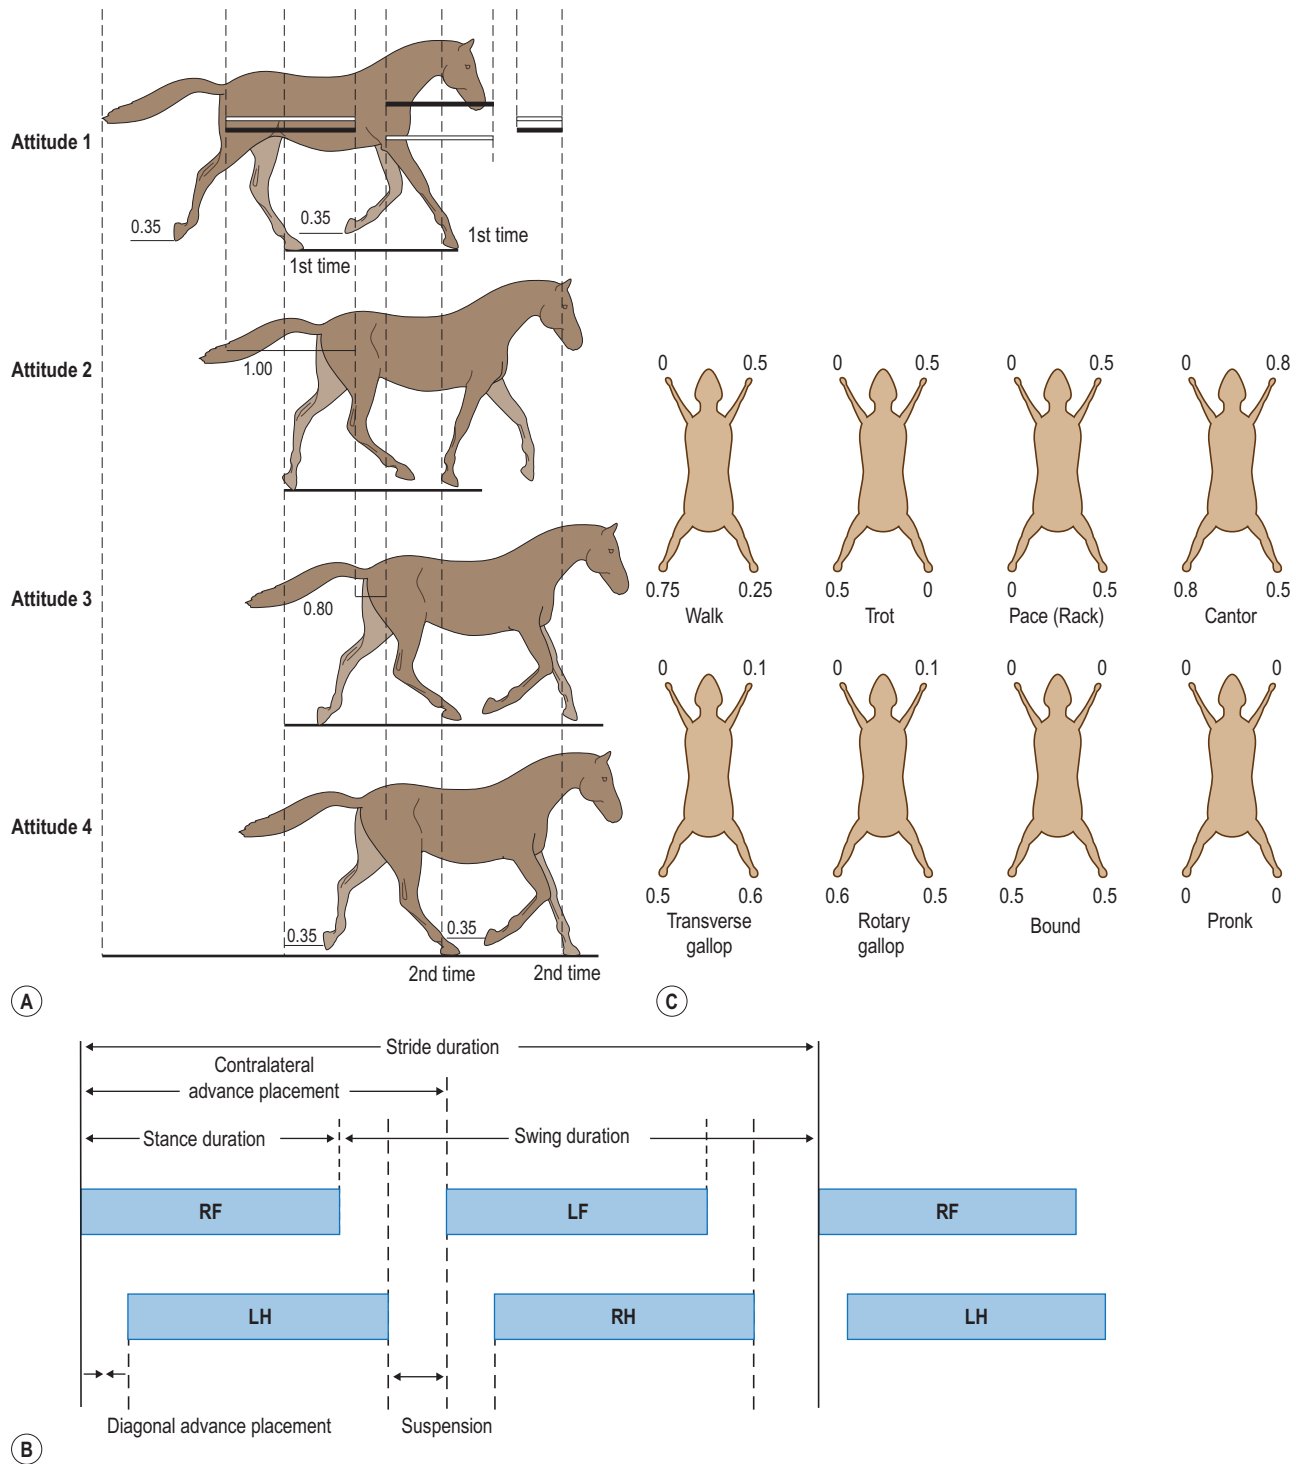 Attitude 1
0.35
0.35
1st time
1st time
Attitude 2
1.00
Attitude 3
0.80
Attitude 4
0.35
0.35
2nd time
2nd time
A
0 0.5
0.75 0.25
Walk
0 0.5
0.5 0
Trot
0 0.5
0 0.5
Pace (Rack)
0 0.8
0.8 0.5
Cantor
0 0.1
0.5 0.6
Transverse
gallop
0 0.1
0.6 0.5
Rotary
gallop
0 0
0.5 0.5
Bound
0 0
0 0
Pronk
C
Stride duration
Contralateral
advance placement
Stance duration
Swing duration
RF LF RF
LH RH LH
Diagonal advance placement
Suspension
B